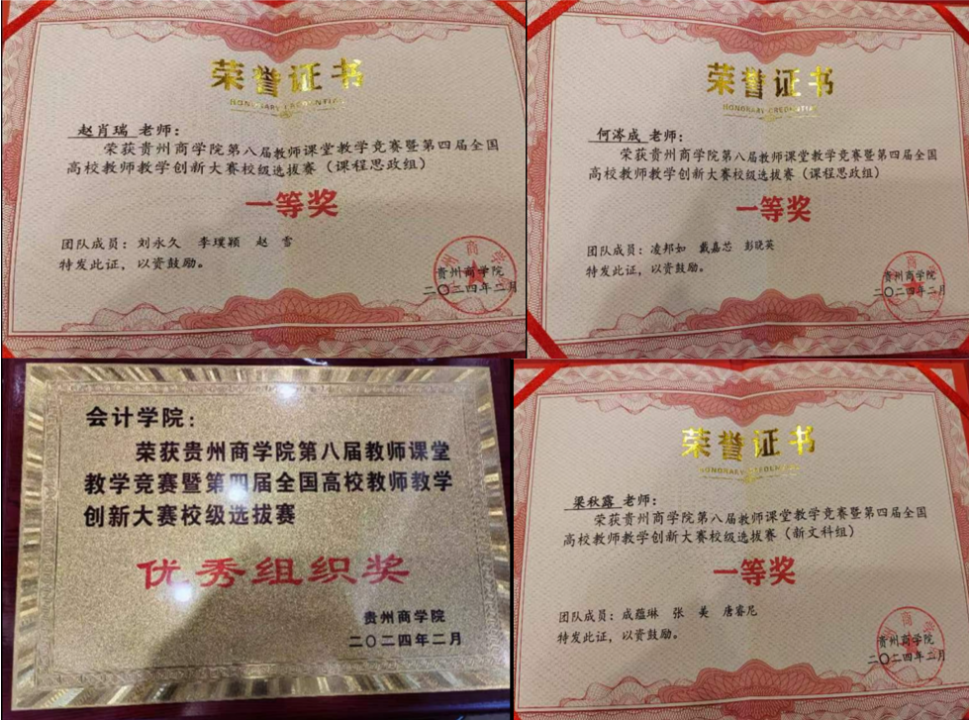 荣誉证书
HONORARY CREDENTIAL
赵肖瑞 老师：
荣获贵州商学院第八届教师课堂教学竞赛暨第四届全国
高校教师教学创新大赛校级选拔赛（课程思政组）
一等奖
团队成员：刘永久 李璞颖 赵雪
特发此证，以资鼓励。
贵州商学院
二〇二四年二月
荣誉证书
HONORARY CREDENTIAL
何涔成 老师：
荣获贵州商学院第八届教师课堂教学竞赛暨第四届全国
高校教师教学创新大赛校级选拔赛（课程思政组）
一等奖
团队成员：凌邦如 戴嘉芯 彭晓英
特发此证，以资鼓励。
贵州商学院
二〇二四年二月
会计学院：
荣获贵州商学院第八届教师课堂
教学竞赛暨第四届全国高校教师教学
创新大赛校级选拔赛
优秀组织奖
贵州商学院
二〇二四年二月
荣誉证书
HONORARY CREDENTIAL
梁秋露 老师：
荣获贵州商学院第八届教师课堂教学竞赛暨第四届全国
高校教师教学创新大赛校级选拔赛（新文科组）
一等奖
团队成员：成蕴琳 张美 唐睿尼
特发此证，以资鼓励。
贵州商学院
二〇二四年二月